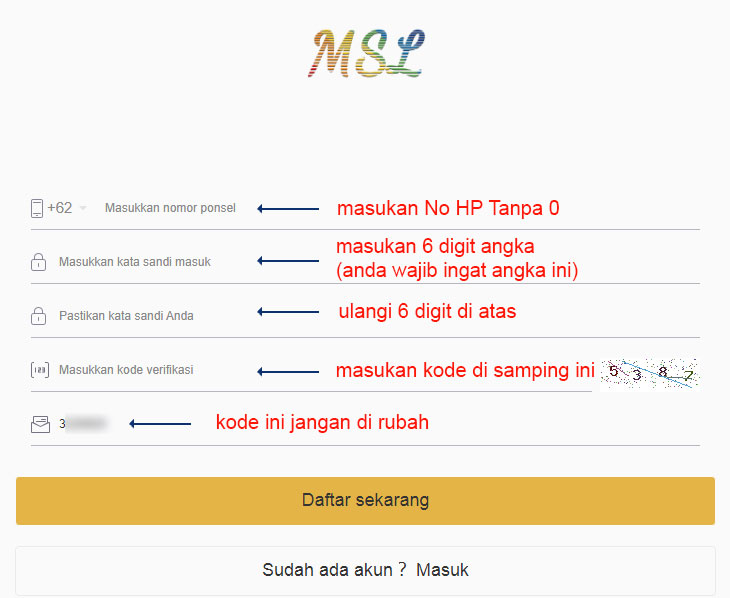 MSL
+62 Masukkan nomor ponsel masukan No HP Tanpa 0
masukan 6 digit angka
Masukkan kata sandi masuk
(anda wajib ingat angka ini)
Pastikan kata sandi Anda ulangi 6 digit di atas
123 Masukkan kode verifikasi masukan kode di samping ini 5 3 8 7
3 kode ini jangan di rubah
Daftar sekarang
Sudah ada akun ? Masuk